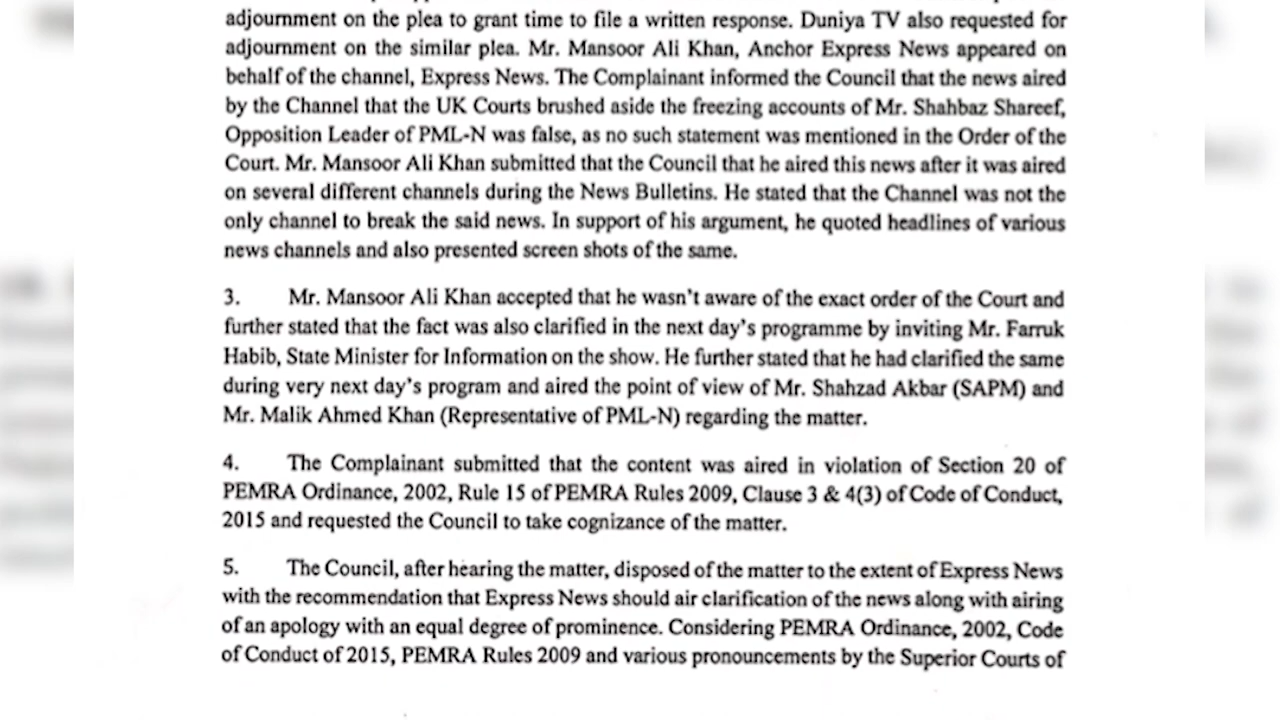 adjournment on the plea to grant time to file a written response. Duniya TV also requested for
adjournment on the similar plea. Mr. Mansoor Ali Khan, Anchor Express News appeared on
behalf of the channel, Express News. The Complainant informed the Council that the news aired
by the Channel that the UK Courts brushed aside the freezing accounts of Mr. Shahbaz Shareef,
Opposition Leader of PML-N was false, as no such statement was mentioned in the Order of the
Court. Mr. Mansoor Ali Khan submitted that the Council that he aired this news after it was aired
on several different channels during the News Bulletins. He stated that the Channel was not the
only channel to break the said news. In support of his argument, he quoted headlines of various
news channels and also presented screen shots of the same.
3. Mr. Mansoor Ali Khan accepted that he wasn't aware of the exact order of the Court and
further stated that the fact was also clarified in the next day's programme by inviting Mr. Farruk
Habib, State Minister for Information on the show. He further stated that he had clarified the same
during very next day's program and aired the point of view of Mr. Shahzad Akbar (SAPM) and
Mr. Malik Ahmed Khan (Representative of PML-N) regarding the matter.
4. The Complainant submitted that the content was aired in violation of Section 20 of
PEMRA Ordinance, 2002, Rule 15 of PEMRA Rules 2009, Clause 3 & 4(3) of Code of Conduct,
2015 and requested the Council to take cognizance of the matter.
5. The Council, after hearing the matter, disposed of the matter to the extent of Express News
with the recommendation that Express News should air clarification of the news along with airing
of an apology with an equal degree of prominence. Considering PEMRA Ordinance, 2002, Code
of Conduct of 2015, PEMRA Rules 2009 and various pronouncements by the Superior Courts of